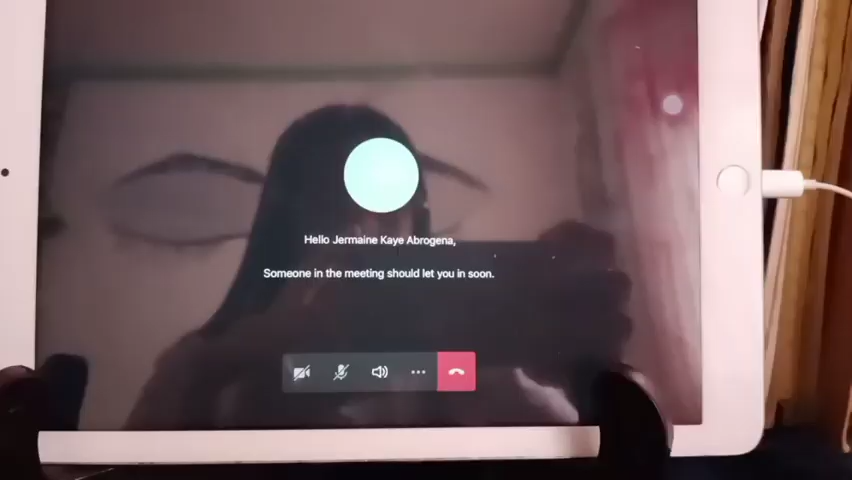 Hello Jermaine Kaye Abrogena,
Someone in the meeting should let you in soon.